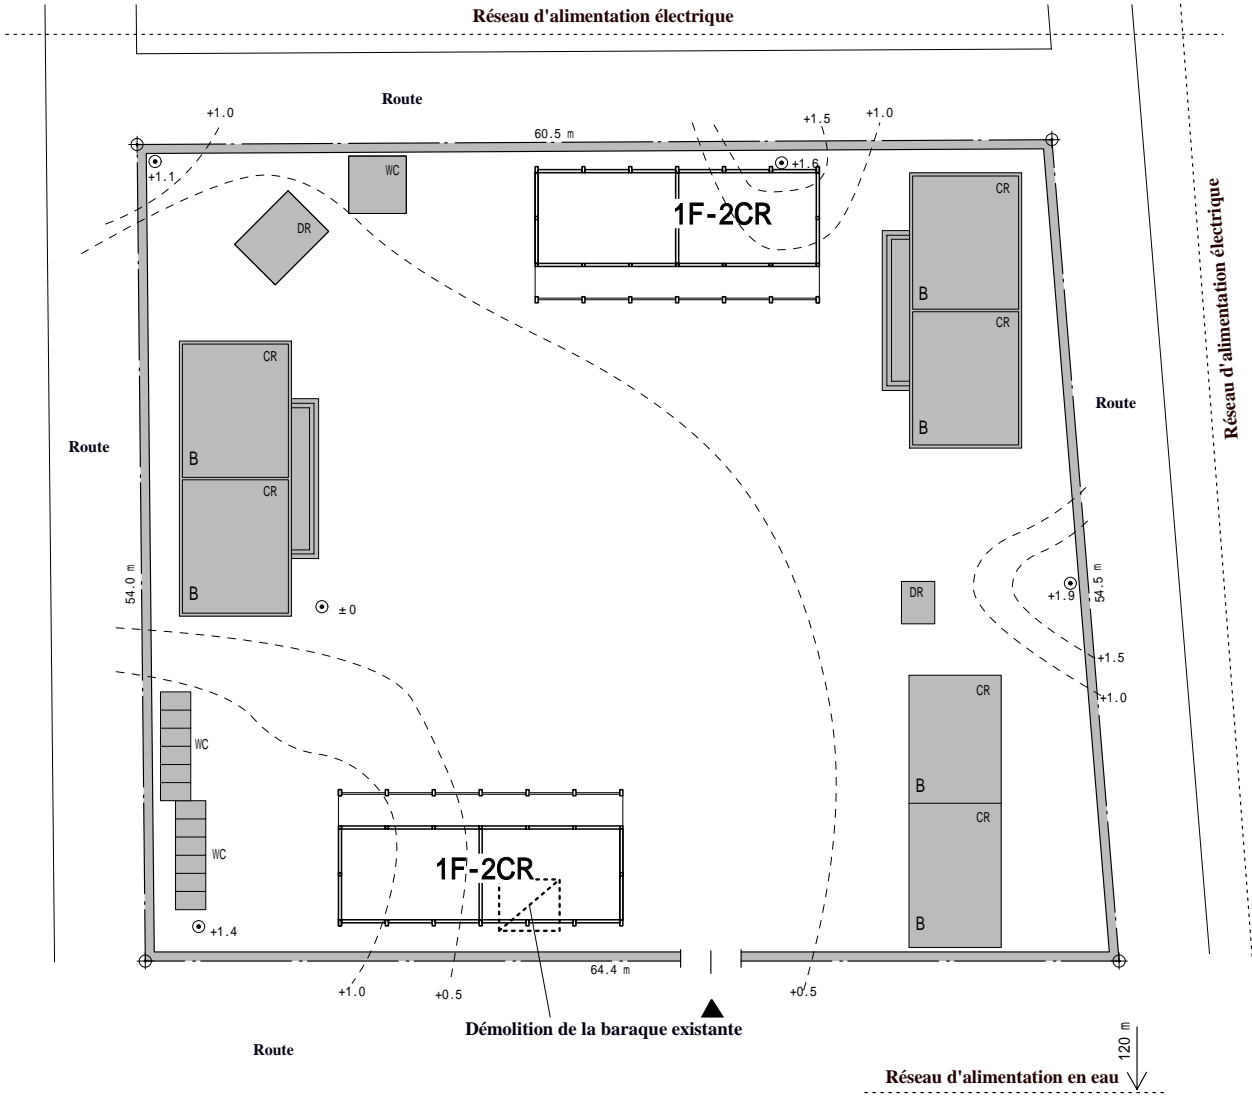 Réseau d'alimentation électrique
Route
+1.0
60.5 m
+1.5
+1.0
+1.1
WC
+1.6
CR
DR
1F-2CR
B
CR
CR
B
Route
Réseau d'alimentation électrique
Route
B
CR
B
54.0 m
±0
DR
+1.9
54.5 m
+1.5
CR
+1.0
WC
B
CR
WC
1F-2CR
B
+1.4
64.4 m
+1.0
+0.5
+0.5
Démolition de la baraque existante
Route
120 m
Réseau d'alimentation en eau